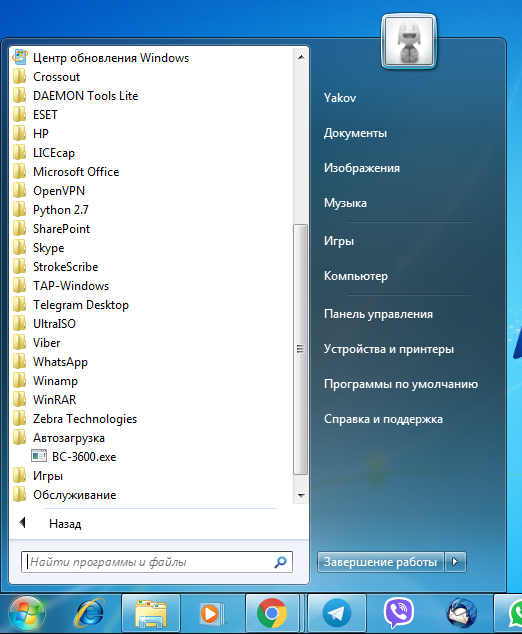 Центр обновления Windows
Crossout
DAEMON Tools Lite
ESET
HP
LICEcap
Microsoft Office
OpenVPN
Python 2.7
SharePoint
Skype
StrokeScribe
TAP-Windows
Telegram Desktop
UltraISO
Viber
WhatsApp
Winamp
WinRAR
Zebra Technologies
Автозагрузка
BC-3600.exe
Игры
Обслуживание
Назад
Найти программы и файлы
Yakov
Документы
Изображения
Музыка
Игры
Компьютер
Панель управления
Устройства и принтеры
Программы по умолчанию
Справка и поддержка
Завершение работы